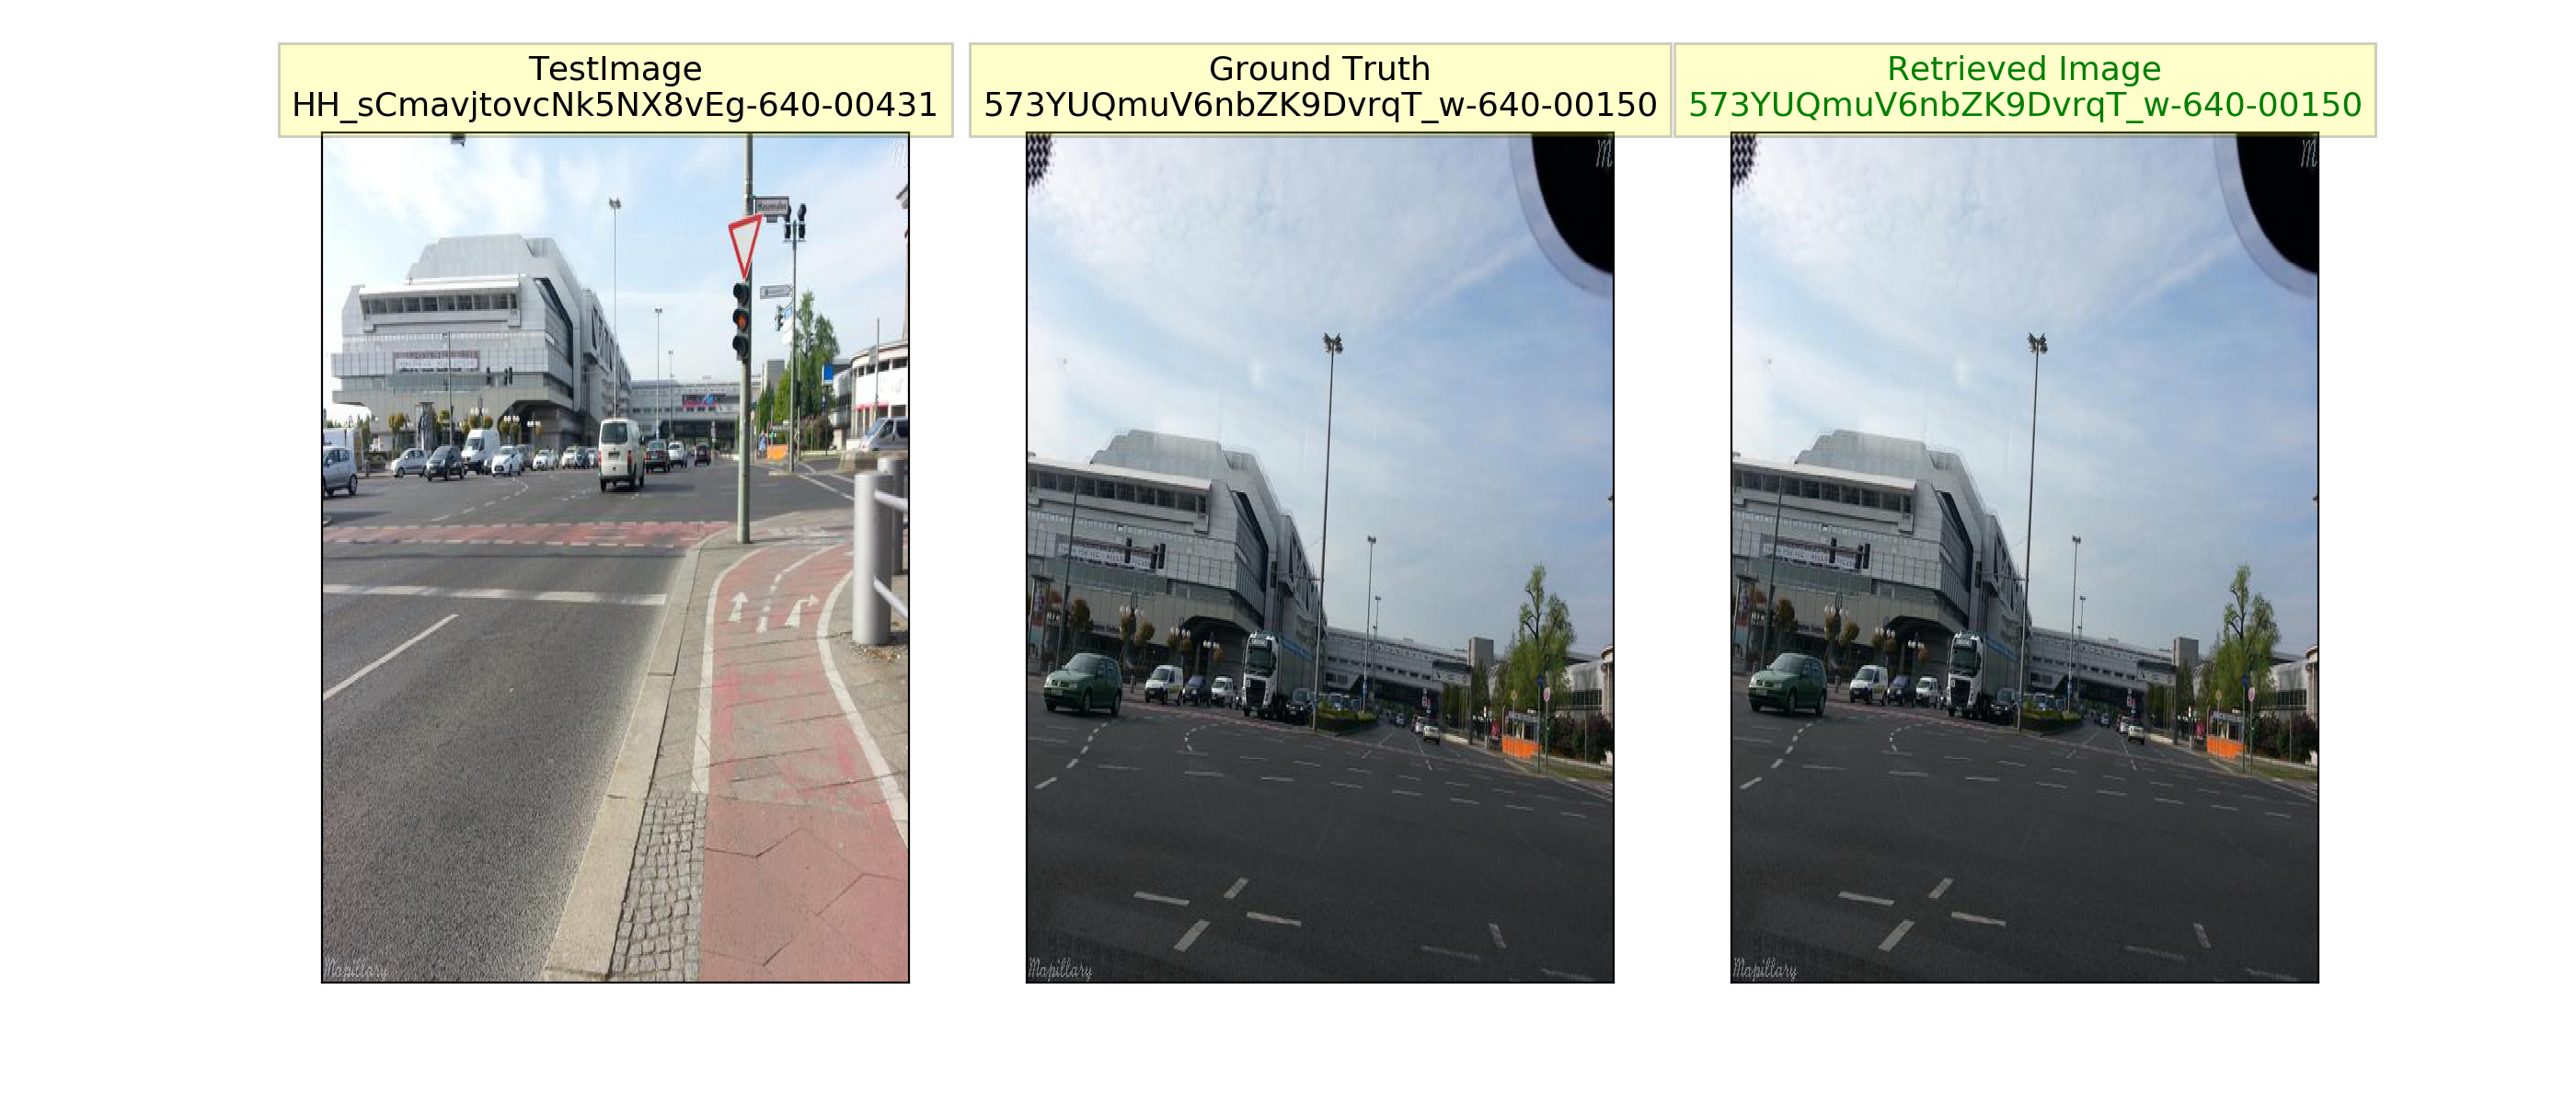 TestImage
HH_sCmavjtovcNk5NX8vEg-640-00431
Ground Truth
573YUQmuV6nbZK9DvrqT_w-640-00150
Retrieved Image
573YUQmuV6nbZK9DvrqT_w-640-00150
Mapillary
Mapillary
Mapillary